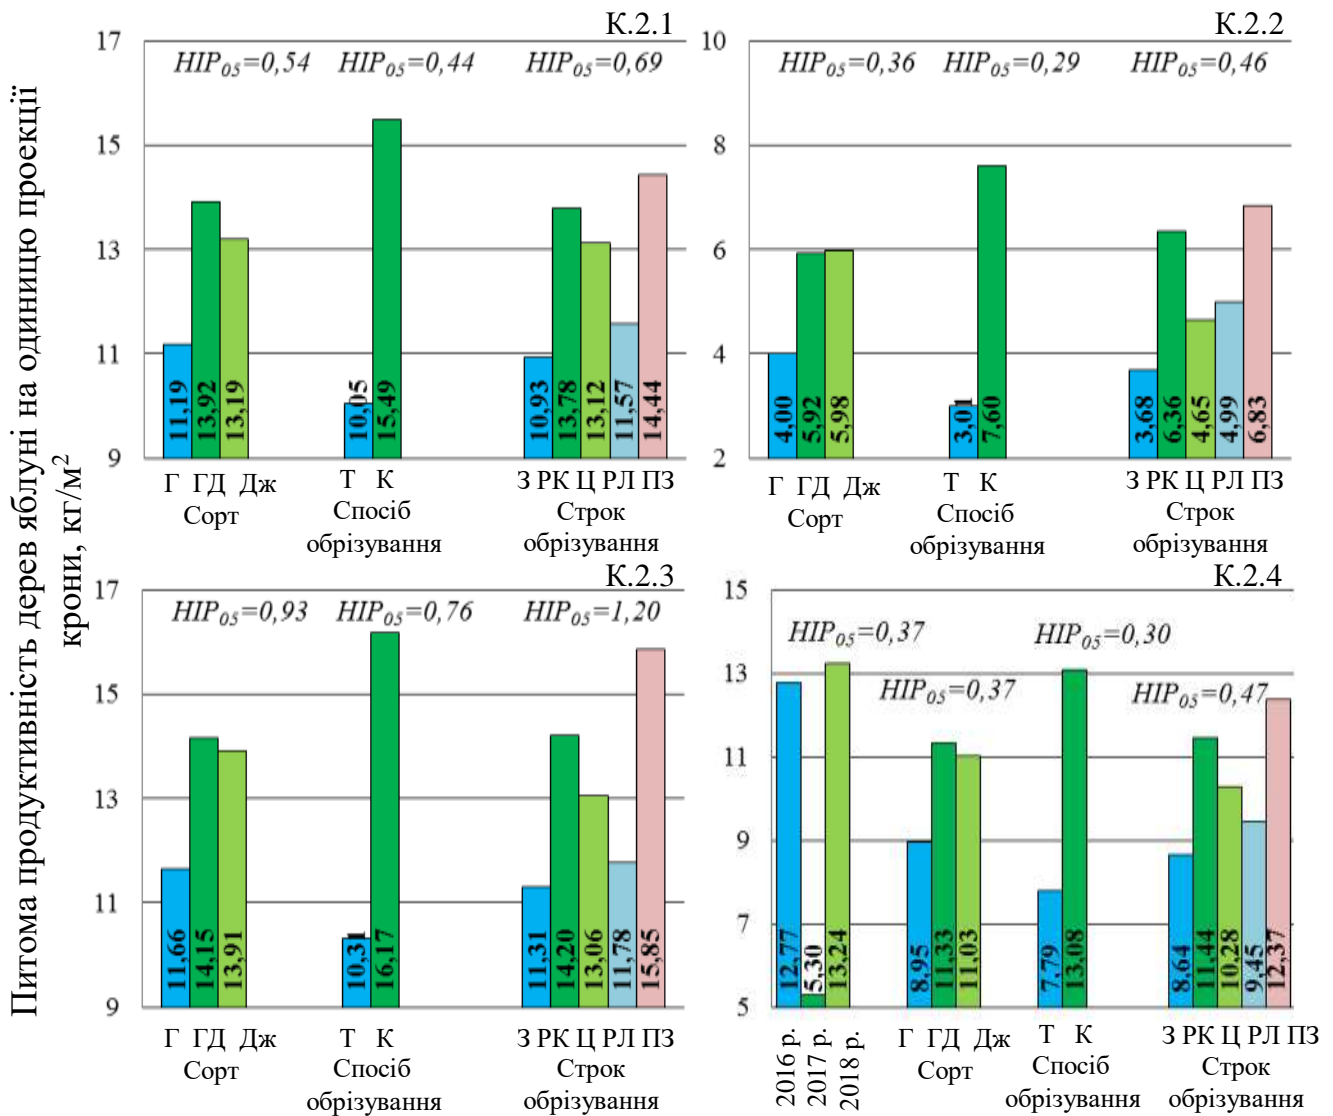 Питома продуктивність дерев яблуні на одиницю проекції
крони, кг/м²
К.2.1
17
15
13
11
9
НІР₀₅=0,54 НІР₀₅=0,44 НІР₀₅=0,69
11,19 13,92 13,19 10,05 15,49 10,93 13,78 13,12 11,57 14,44
Г ГД Дж Т К З РК Ц РЛ ПЗ
Сорт Спосіб Строк
обрізування обрізування
К.2.2
10
8
6
4
2
НІР₀₅=0,36 НІР₀₅=0,29 НІР₀₅=0,46
4,00 5,92 5,98 3,01 7,60 3,68 6,36 4,65 4,99 6,83
Г ГД Дж Т К З РК Ц РЛ ПЗ
Сорт Спосіб Строк
обрізування обрізування
К.2.3
17
15
13
11
9
НІР₀₅=0,93 НІР₀₅=0,76 НІР₀₅=1,20
11,66 14,15 13,91 10,31 16,17 11,31 14,20 13,06 11,78 15,85
Г ГД Дж Т К З РК Ц РЛ ПЗ
Сорт Спосіб Строк
обрізування обрізування
К.2.4
15
13
11
9
7
5
НІР₀₅=0,37 НІР₀₅=0,30
НІР₀₅=0,37 НІР₀₅=0,47
12,77 5,30 13,24 8,95 11,33 11,03 7,79 13,08 8,64 11,44 10,28 9,45 12,37
2016 р. 2017 р. 2018 р. Г ГД Дж Т К З РК Ц РЛ ПЗ
Сорт Спосіб Строк
обрізування обрізування